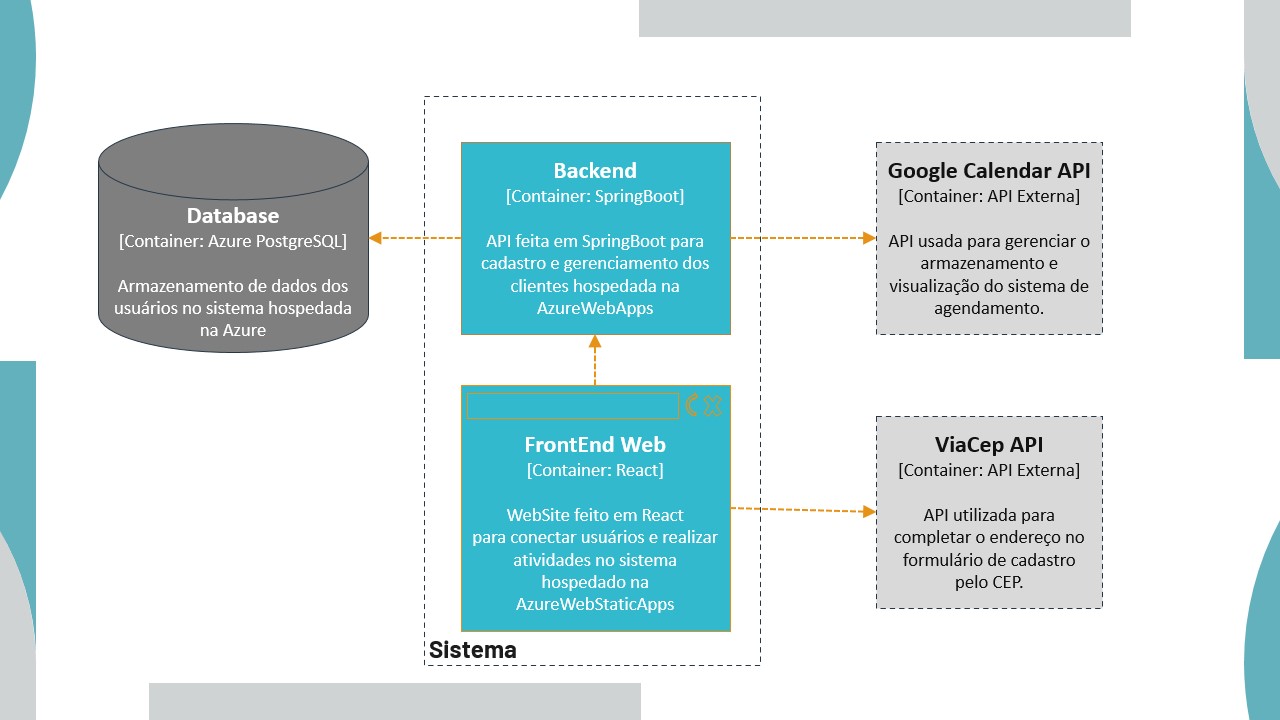 Database
[Container: Azure PostgreSQL]
Armazenamento de dados dos
usuários no sistema hospedada
na Azure
Backend
[Container: SpringBoot]
API feita em SpringBoot para
cadastro e gerenciamento dos
clientes hospedada na
AzureWebApps
Google Calendar API
[Container: API Externa]
API usada para gerenciar o
armazenamento e
visualização do sistema de
agendamento.
FrontEnd Web
[Container: React]
WebSite feito em React
para conectar usuários e realizar
atividades no sistema
hospedado na
AzureWebStaticApps
ViaCep API
[Container: API Externa]
API utilizada para
completar o endereço no
formulário de cadastro
pelo CEP.
Sistema